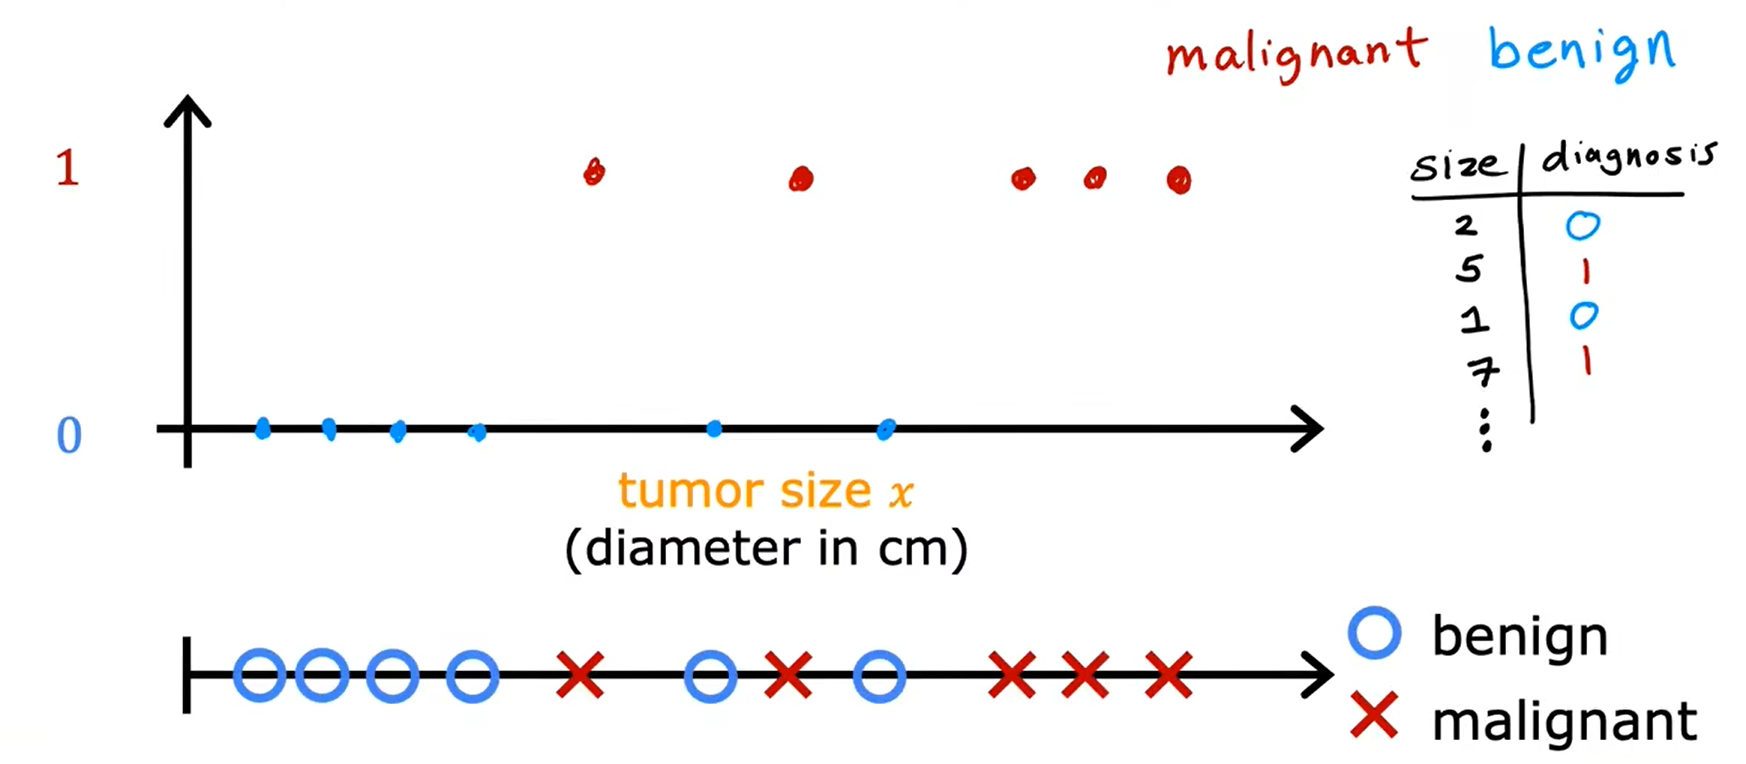 malignant benign
1
size diagnosis
2 0
5 1
1 0
7 1
⋮
0
tumor size x
(diameter in cm)
benign
malignant